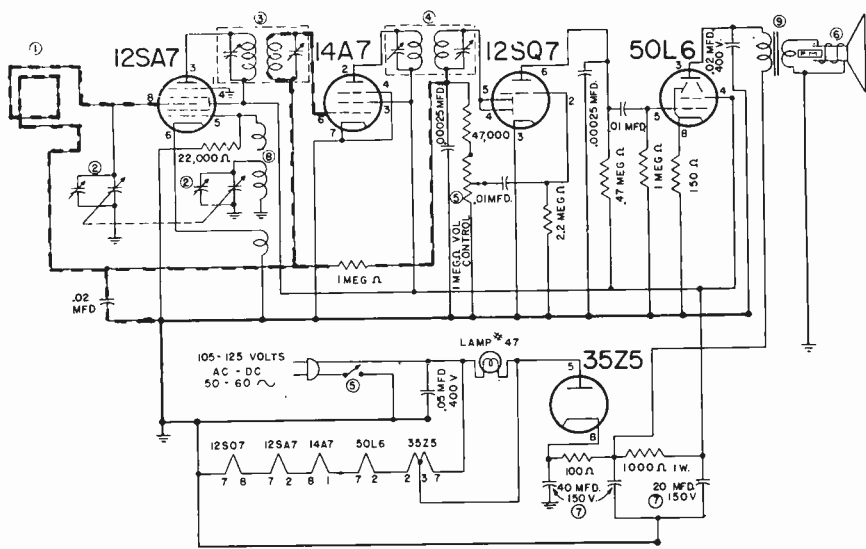 ① ③ ④ ⑨ ⑥
12SA7 14A7 12SQ7 50L6
3 2 6 3
8 4 5 6 4 3 7
5 4 2 3
5 4 8
6
22,000 Ω
⑧
②
②
.00025 MFD.
47,000
⑤
.01 MFD.
1 MEG Ω VOL
CONTROL
2.2 MEG Ω
.00025 MFD.
.01 MFD
.47 MEG Ω
1 MEG Ω
150 Ω
.02 MFD.
400 V.
P M
1 MEG Ω
.02
MFD
105-125 VOLTS
AC - DC
50-60 ~
⑤
.05 MFD
400 V
LAMP #47
35Z5
5
8
12SQ7 12SA7 14A7 50L6 35Z5
7 8 7 2 8 1 7 2 2 3 7
100 Ω
1000 Ω 1 W.
40 MFD.
150 V.
20 MFD.
150 V
⑦ ⑦